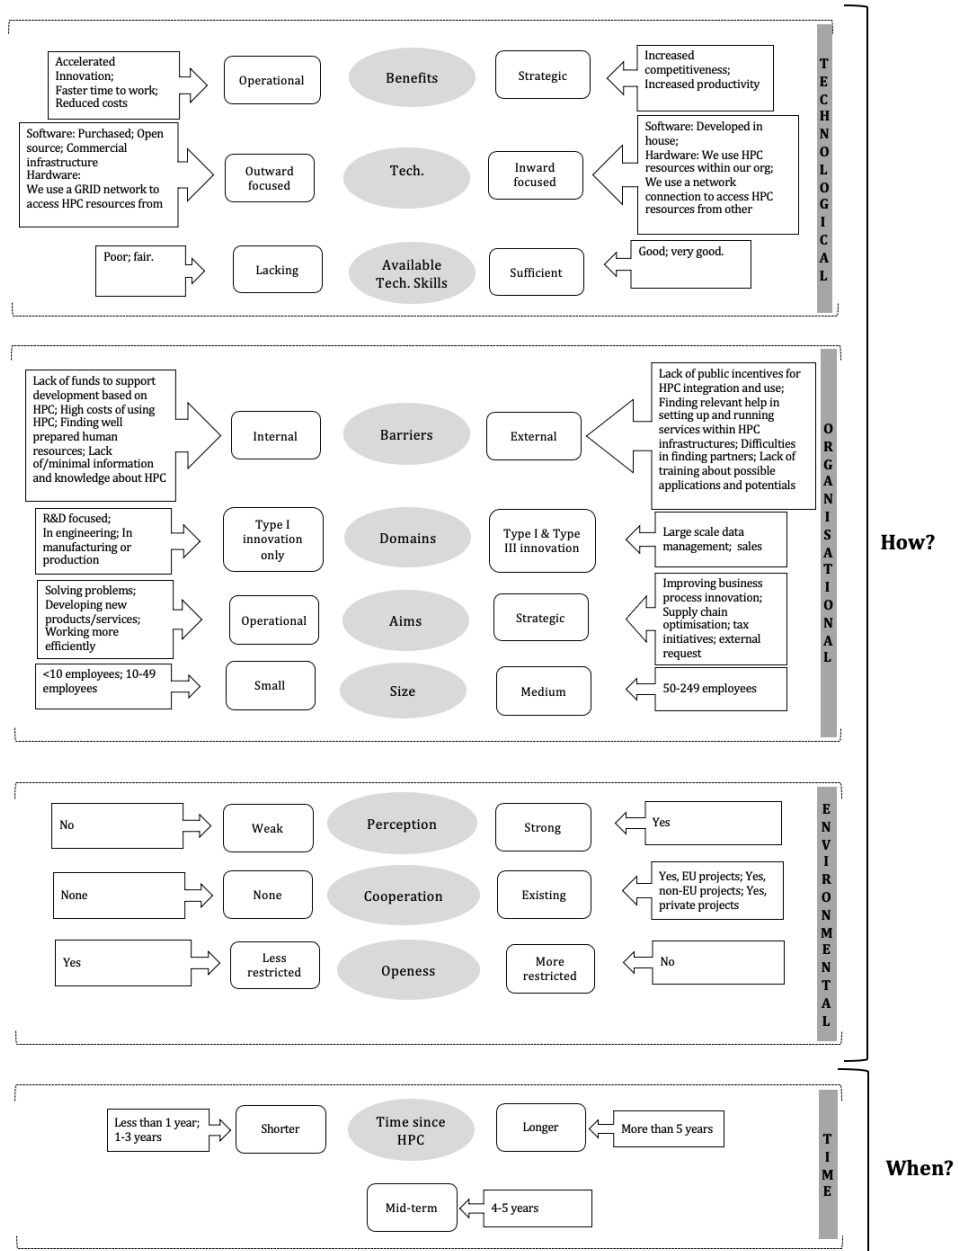 Accelerated
Innovation;
Faster time to work;
Reduced costs
Operational
Benefits
Strategic
Increased
competitiveness;
Increased productivity
Software: Purchased; Open
source; Commercial
infrastructure
Hardware:
We use a GRID network to
access HPC resources from
Outward
focused
Tech.
Inward
focused
Software: Developed in
house;
Hardware: We use HPC
resources within our org;
We use a network
connection to access HPC
resources from other
Poor; fair.
Lacking
Available
Tech. Skills
Sufficient
Good; very good.
TECHNOLOGICAL
Lack of funds to support
development based on
HPC; High costs of using
HPC; Finding well
prepared human
resources; Lack
of/minimal information
and knowledge about HPC
Internal
Barriers
External
Lack of public incentives for
HPC integration and use;
Finding relevant help in
setting up and running
services within HPC
infrastructures; Difficulties
in finding partners; Lack of
training about possible
applications and potentials
R&D focused;
In engineering; In
manufacturing or
production
Type I
innovation
only
Domains
Type I & Type
III innovation
Large scale data
management; sales
Solving problems;
Developing new
products/services;
Working more
efficiently
Operational
Aims
Strategic
Improving business
process innovation;
Supply chain
optimisation; tax
initiatives; external
request
<10 employees; 10-49
employees
Small
Size
Medium
50-249 employees
ORGANISATIONAL
How?
No
Weak
Perception
Strong
Yes
None
None
Cooperation
Existing
Yes, EU projects; Yes,
non-EU projects; Yes,
private projects
Yes
Less
restricted
Openess
More
restricted
No
ENVIRONMENTAL
Less than 1 year;
1-3 years
Shorter
Time since
HPC
Longer
More than 5 years
Mid-term
4-5 years
TIME
When?